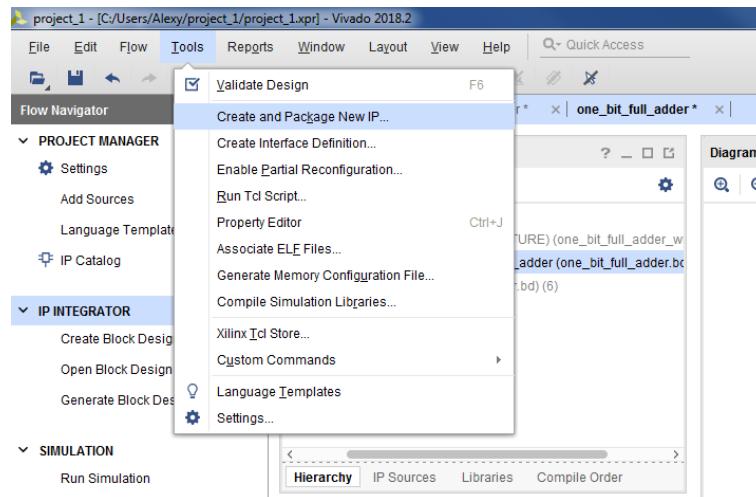 project_1 - [C:/Users/Alexy/project_1/project_1.xpr] - Vivado 2018.2
File Edit Flow Tools Reports Window Layout View Help Q- Quick Access
Flow Navigator
PROJECT MANAGER
Settings
Add Sources
Language Template
IP Catalog
IP INTEGRATOR
Create Block Desig
Open Block Design
Generate Block Des
SIMULATION
Run Simulation
Validate Design F6
Create and Package New IP...
Create Interface Definition...
Enable Partial Reconfiguration...
Run Tcl Script...
Property Editor Ctrl+J
Associate ELF Files...
Generate Memory Configuration File...
Compile Simulation Libraries...
Xilinx Tcl Store...
Custom Commands
Language Templates
Settings...
r * × one_bit_full_adder * ×
? _ Diagran
TURE) (one_bit_full_adder_w
_adder (one_bit_full_adder.bd
.bd) (6)
Hierarchy IP Sources Libraries Compile Order